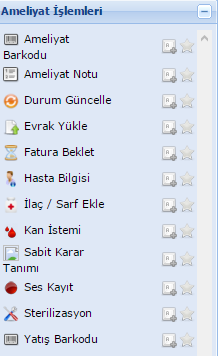 Ameliyat İşlemleri
Ameliyat
Barkodu
Ameliyat Notu
Durum Güncelle
Evrak Yükle
Fatura Beklet
Hasta Bilgisi
İlaç / Sarf Ekle
Kan İstemi
Sabit Karar
Tanımı
Ses Kayıt
Sterilizasyon
Yatış Barkodu